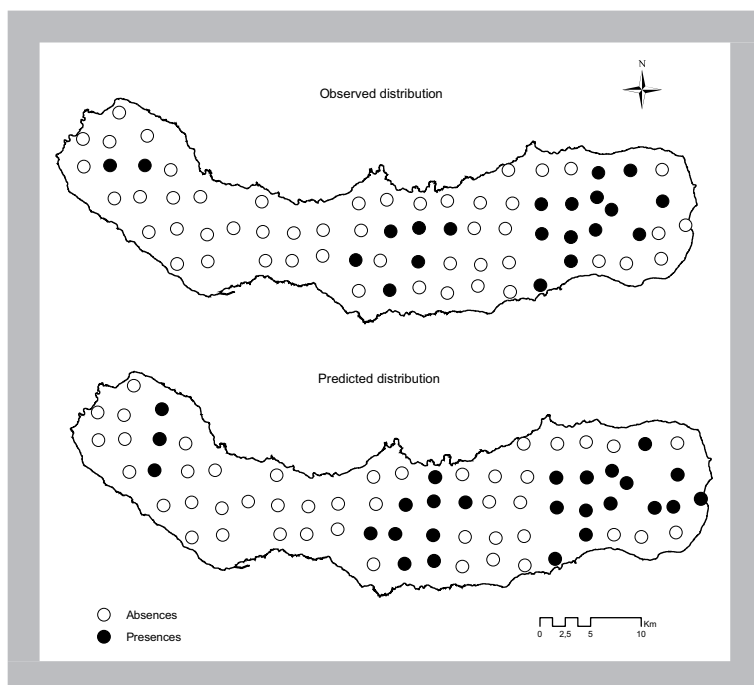 N
Observed distribution
Predicted distribution
Absences
Presences
Km
0 2,5 5 10